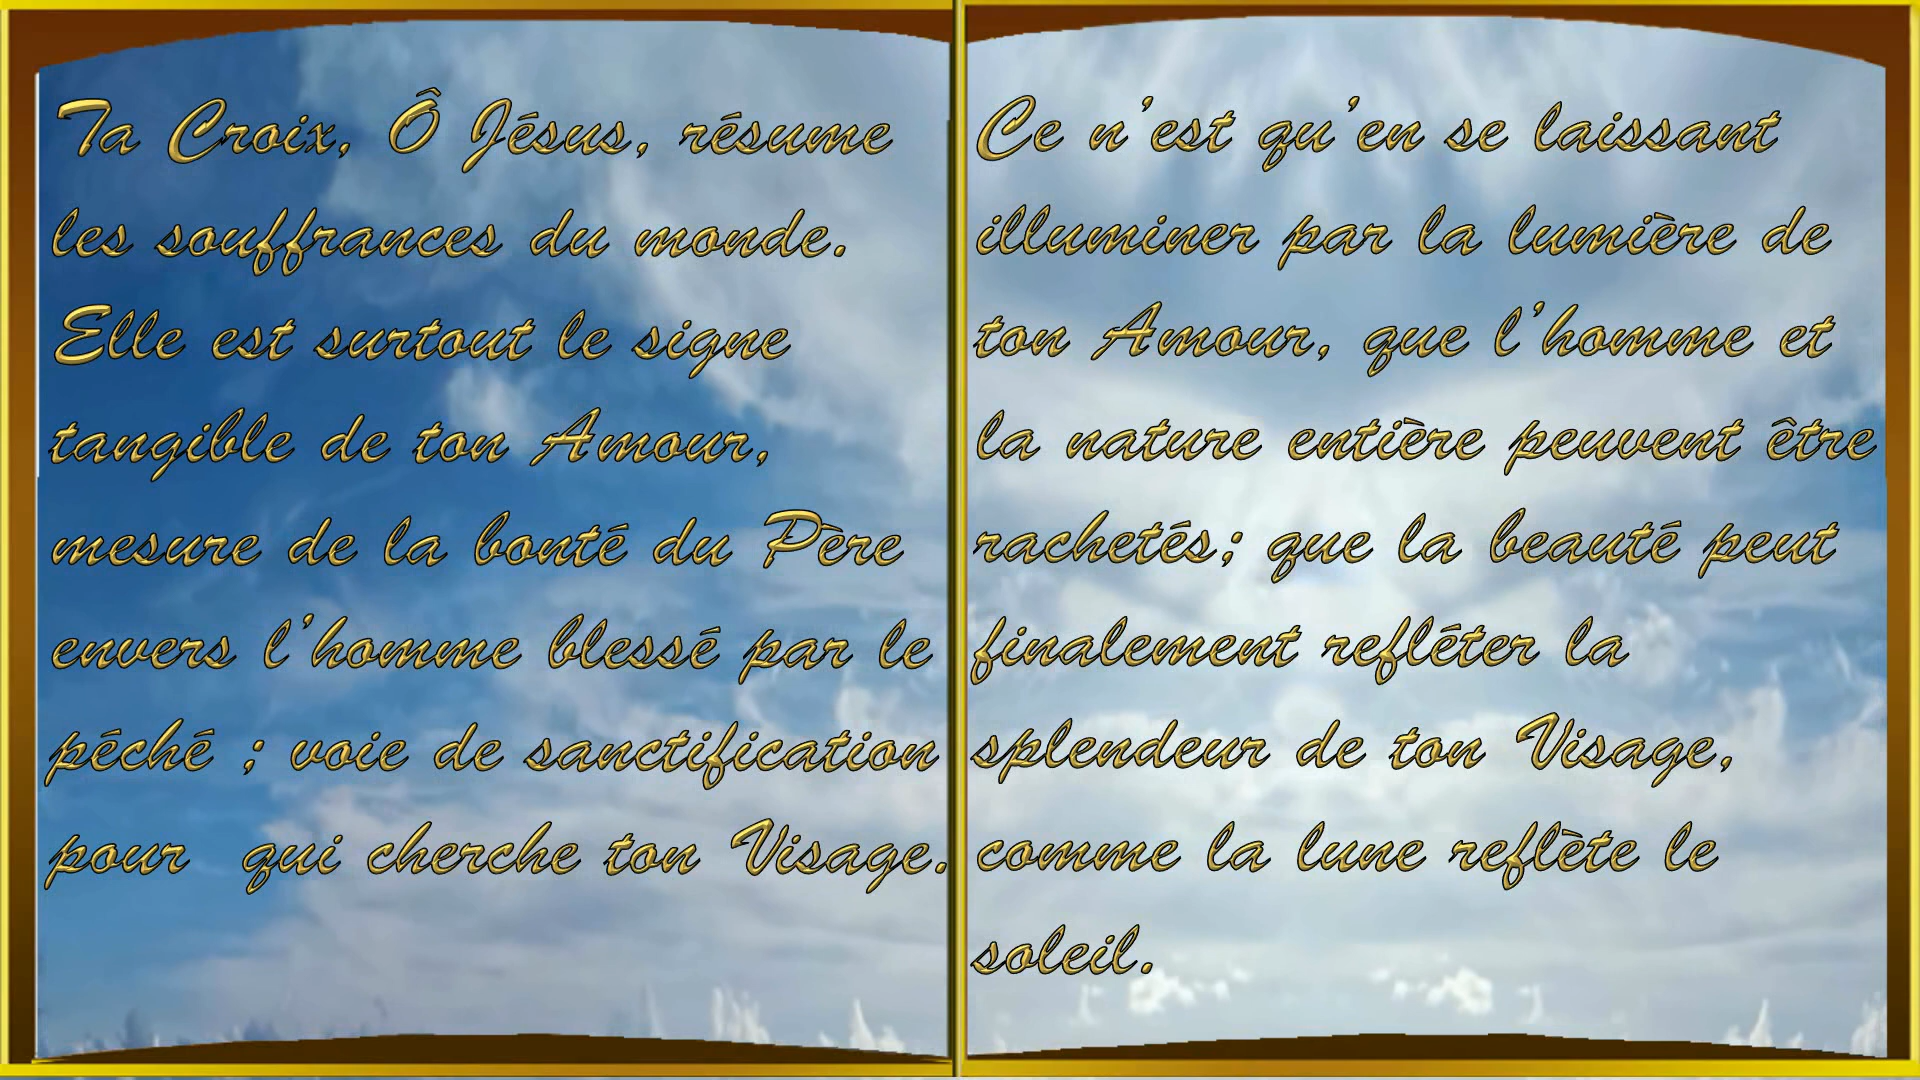 Ta Croix, Ô Jésus, résume
les souffrances du monde.
Elle est surtout le signe
tangible de ton Amour,
mesure de la bonté du Père
envers l'homme blessé par le
péché ; voie de sanctification
pour qui cherche ton Visage.
Ce n'est qu'en se laissant
illuminer par la lumière de
ton Amour, que l'homme et
la nature entière peuvent être
rachetés; que la beauté peut
finalement refléter la
splendeur de ton Visage,
comme la lune reflète le
soleil.